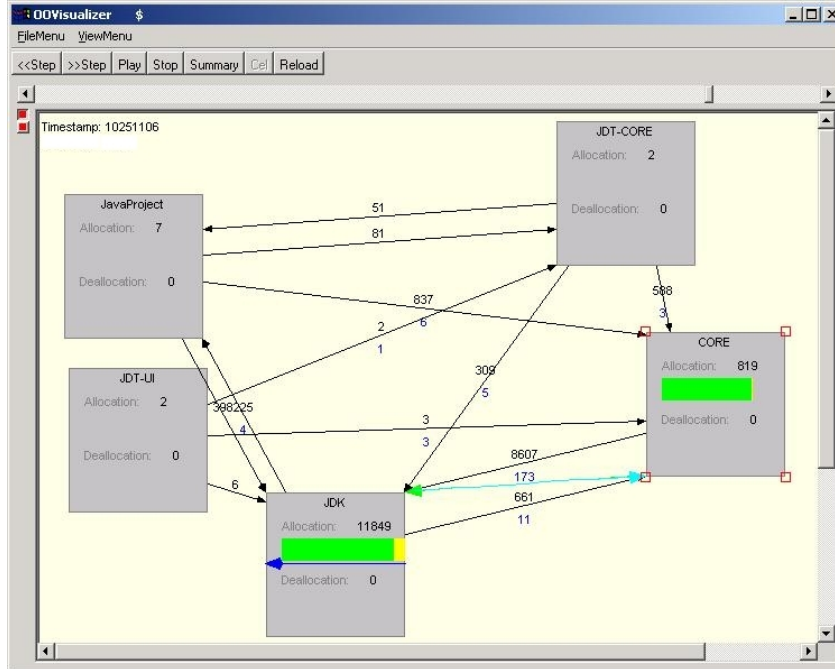 OOVisualizer $
FileMenu ViewMenu
<<Step >>Step Play Stop Summary Cel Reload
Timestamp: 10251106
JDT-CORE
Allocation: 2
Deallocation: 0
JavaProject
Allocation: 7
Deallocation: 0
51
81
837
6
588
3
2
1
309
5
CORE
Allocation: 819
Deallocation: 0
JDT-UI
Allocation: 2
Deallocation: 0
4
3
3
6
8607
173
661
11
JDK
Allocation: 11849
Deallocation: 0